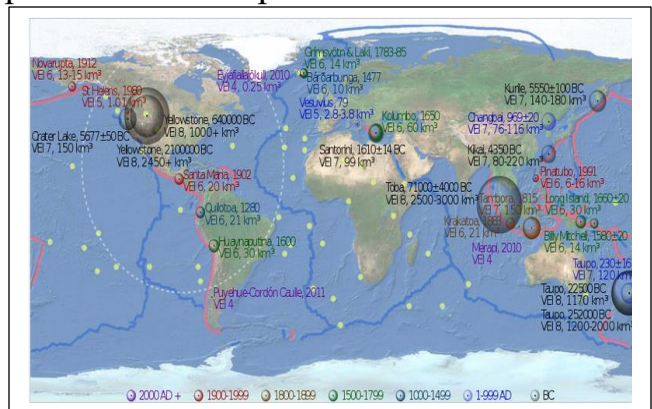 Novarupta, 1912
VEI 6, 13-15 km³
St Helens, 1980
VEI 5, 1.01 km³
Crater Lake, 5677±50 BC
VEI 7, 150 km³
Yellowstone, 640000 BC
VEI 8, 1000+ km³
Yellowstone, 2100000 BC
VEI 8, 2450+ km³
Santa Maria, 1902
VEI 6, 20 km³
Quilotoa, 1280
VEI 6, 21 km³
Huaynaputina, 1600
VEI 6, 30 km³
Puyehue-Cordón Caulle, 2011
VEI 4
Grímsvötn & Laki, 1783-85
VEI 6, 14 km³
Eyjafjallajökull, 2010
VEI 4, 0.25 km³
Bárðarbunga, 1477
VEI 6, 10 km³
Vesuvius, 79
VEI 5, 2.8-3.8 km³
Kolumbo, 1650
VEI 6, 60 km³
Santorini, 1610±14 BC
VEI 7, 99 km³
Toba, 71000±4000 BC
VEI 8, 2500-3000 km³
Kurile, 5550±100 BC
VEI 7, 140-180 km³
Changbai, 969±20
VEI 7, 76-116 km³
Kikai, 4350 BC
VEI 7, 80-220 km³
Pinatubo, 1991
VEI 6, 6-16 km³
Tambora, 1815
VEI 7, 150 km³
Krakatoa, 1883
VEI 6, 21 km³
Merapi, 2010
VEI 4
Long Island, 1660±20
VEI 6, 30 km³
Billy Mitchell, 1580±20
VEI 6, 14 km³
Taupo, 230±16
VEI 7, 120 km³
Taupo, 22500 BC
VEI 8, 1170 km³
Taupo, 252000 BC
VEI 8, 1200-2000 km³
2000 AD + 1900-1999 1800-1899 1500-1799 1000-1499 1-999 AD BC